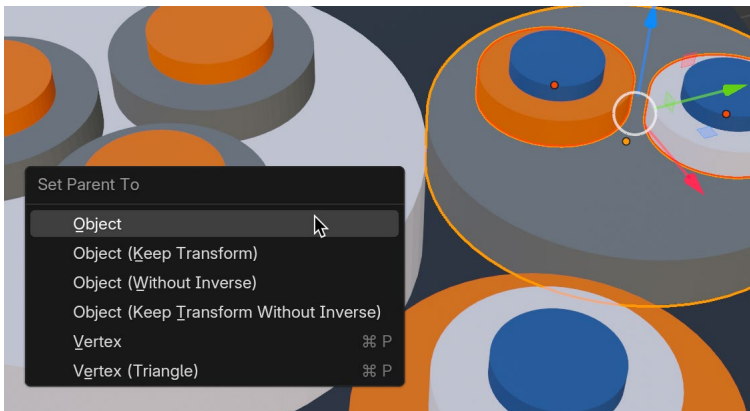 Set Parent To
Object
Object (Keep Transform)
Object (Without Inverse)
Object (Keep Transform Without Inverse)
Vertex ⌘ P
Vertex (Triangle) ⌘ P